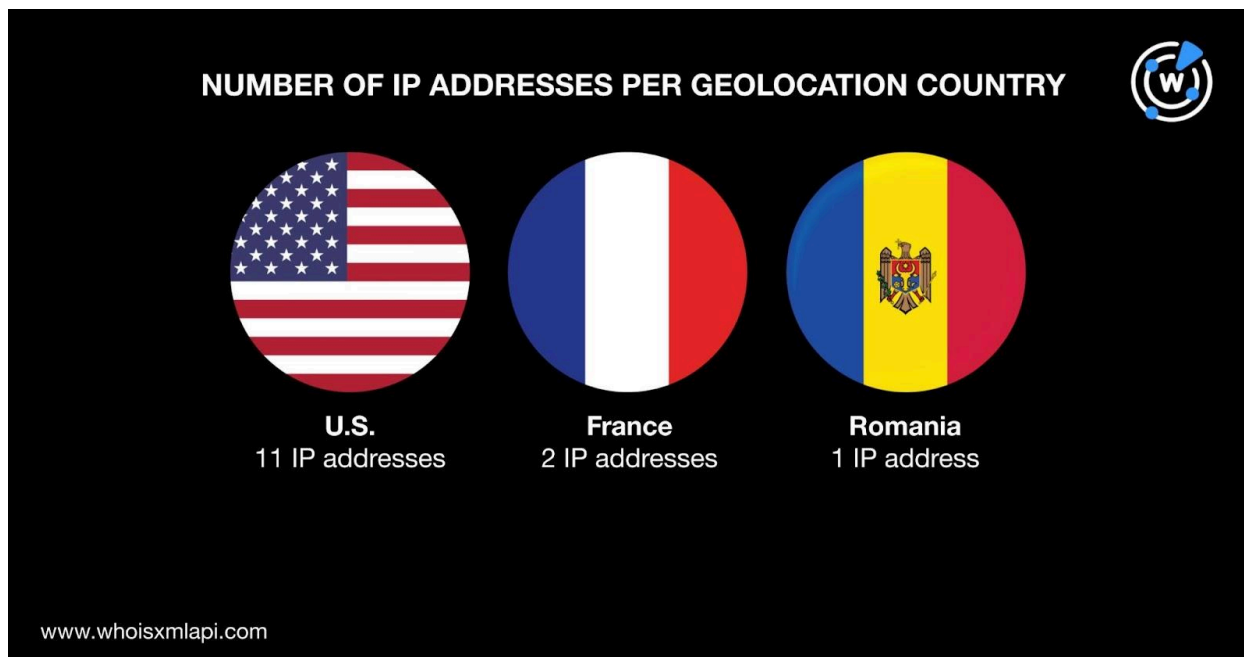 NUMBER OF IP ADDRESSES PER GEOLOCATION COUNTRY
W
U.S.
11 IP addresses
France
2 IP addresses
Romania
1 IP address
www.whoisxmlapi.com